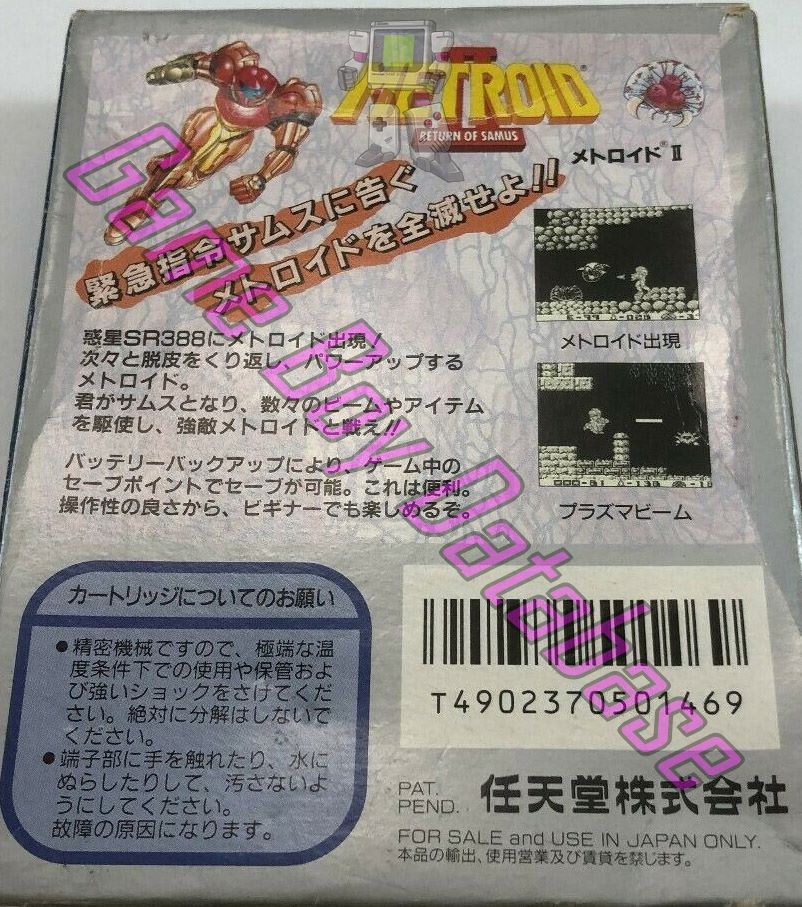 II
METROID
RETURN OF SAMUS
メトロイド® II
緊急指令サムスに告ぐ
メトロイドを全滅せよ!!
惑星SR388にメトロイド出現!
次々と脱皮をくり返し、パワーアップする
メトロイド。
君がサムスとなり、数々のビームやアイテム
を駆使し、強敵メトロイドと戦え!!
バッテリーバックアップにより、ゲーム中の
セーブポイントでセーブが可能。これは便利。
操作性の良さから、ビギナーでも楽しめるぞ。
メトロイド出現
プラズマビーム
Game Boy Database
カートリッジについてのお願い
●精密機械ですので、極端な温
度条件下での使用や保管およ
び強いショックをさけてくだ
さい。絶対に分解はしないで
ください。
●端子部に手を触れたり、水に
ぬらしたりして、汚さないよ
うにしてください。
故障の原因になります。
T4902370501469
PAT.
PEND.
任天堂株式会社
FOR SALE and USE IN JAPAN ONLY.
本品の輸出、使用営業及び賃貸を禁じます。